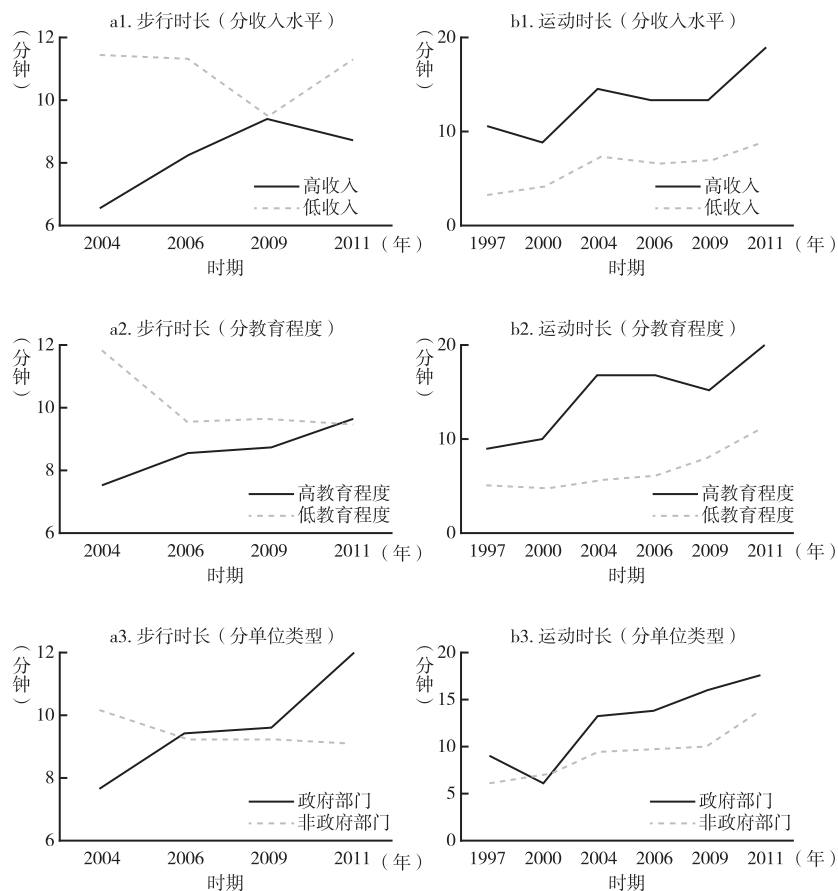 a1. 步行时长（分收入水平）
（分钟）
12
10
8
6
高收入
低收入
2004 2006 2009 2011（年）
时期
b1. 运动时长（分收入水平）
（分钟）
20
10
0
高收入
低收入
1997 2000 2004 2006 2009 2011（年）
时期
a2. 步行时长（分教育程度）
（分钟）
12
10
8
6
高教育程度
低教育程度
2004 2006 2009 2011（年）
时期
b2. 运动时长（分教育程度）
（分钟）
20
10
0
高教育程度
低教育程度
1997 2000 2004 2006 2009 2011（年）
时期
a3. 步行时长（分单位类型）
（分钟）
12
10
8
6
政府部门
非政府部门
2004 2006 2009 2011（年）
时期
b3. 运动时长（分单位类型）
（分钟）
20
15
10
5
0
政府部门
非政府部门
1997 2000 2004 2006 2009 2011（年）
时期